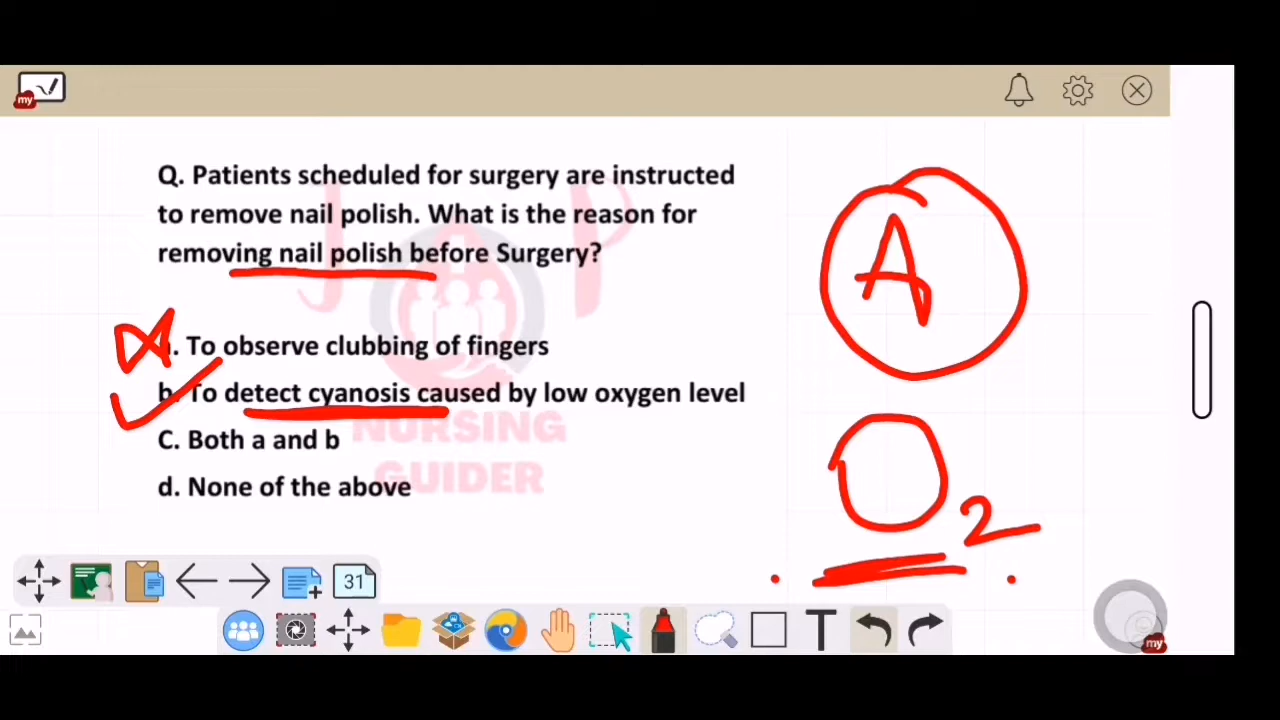 Q. Patients scheduled for surgery are instructed
to remove nail polish. What is the reason for
removing nail polish before Surgery?
A
a. To observe clubbing of fingers
b. To detect cyanosis caused by low oxygen level
C. Both a and b
d. None of the above
O2
J O P
NURSING
GUIDER
31
T
my
my